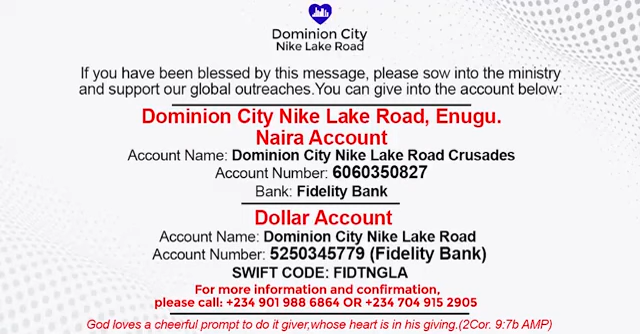 Dominion City
Nike Lake Road
If you have been blessed by this message, please sow into the ministry
and support our global outreaches.You can give into the account below:
Dominion City Nike Lake Road, Enugu.
Naira Account
Account Name: Dominion City Nike Lake Road Crusades
Account Number: 6060350827
Bank: Fidelity Bank
Dollar Account
Account Name: Dominion City Nike Lake Road
Account Number: 5250345779 (Fidelity Bank)
SWIFT CODE: FIDTNGLA
For more information and confirmation,
please call: +234 901 988 6864 OR +234 704 915 2905
God loves a cheerful prompt to do it giver,whose heart is in his giving.(2Cor. 9:7b AMP)